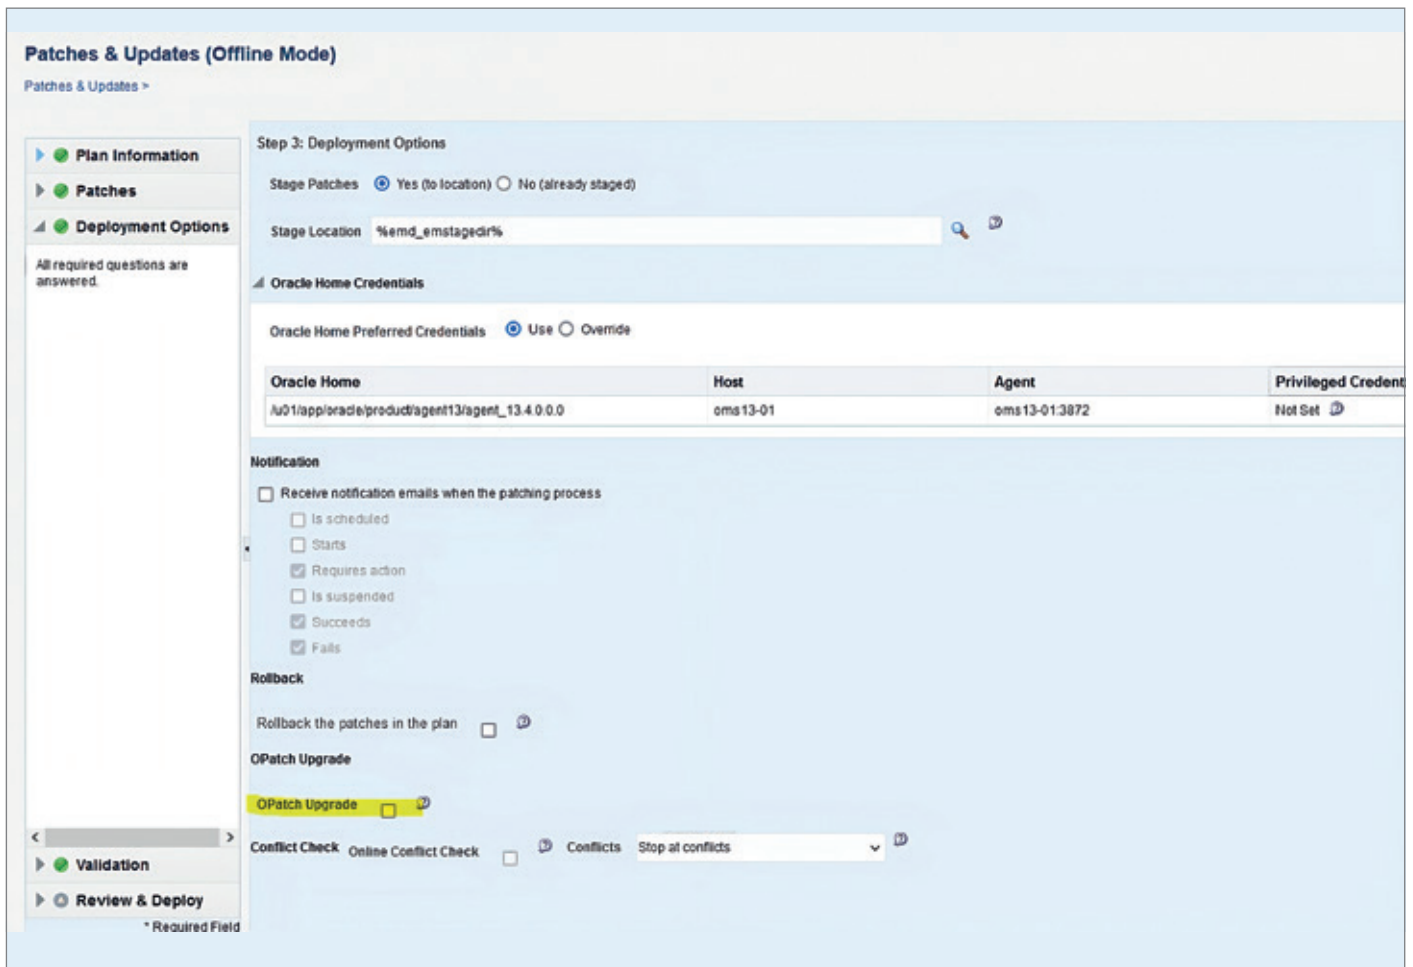 Patches & Updates (Offline Mode)
Patches & Updates >
Plan Information
Patches
Deployment Options
All required questions are
answered.
Validation
Review & Deploy
* Required Field
Step 3: Deployment Options
Stage Patches Yes (to location) No (already staged)
Stage Location %emd_emstagedir%
Oracle Home Credentials
Oracle Home Preferred Credentials Use Override
Oracle Home Host Agent Privileged Credent
/u01/app/oracle/product/agent13/agent_13.4.0.0.0 oms13-01 oms13-01:3872 Not Set
Notification
Receive notification emails when the patching process
Is scheduled
Starts
Requires action
Is suspended
Succeeds
Fails
Rollback
Rollback the patches in the plan
OPatch Upgrade
OPatch Upgrade
Conflict Check Online Conflict Check Conflicts Stop at conflicts